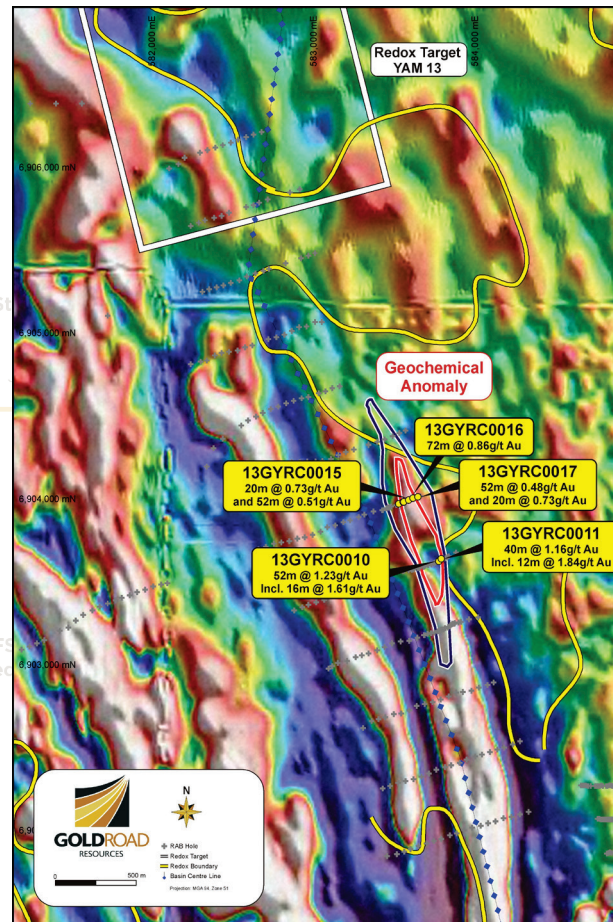 582,000 mE
583,000 mE
584,000 mE
Redox Target
YAM 13
6,906,000 mN
6,905,000 mN
Geochemical
Anomaly
13GYRC0016
72m @ 0.86g/t Au
13GYRC0015
20m @ 0.73g/t Au
and 52m @ 0.51g/t Au
13GYRC0017
52m @ 0.48g/t Au
and 20m @ 0.73g/t Au
6,904,000 mN
13GYRC0011
40m @ 1.16g/t Au
Incl. 12m @ 1.84g/t Au
13GYRC0010
52m @ 1.23g/t Au
Incl. 16m @ 1.61g/t Au
6,903,000 mN
GOLDROAD
RESOURCES
0 500 m
N
RAB Hole
Redox Target
Redox Boundary
Basin Centre Line
Projection: MGA 94, Zone 51